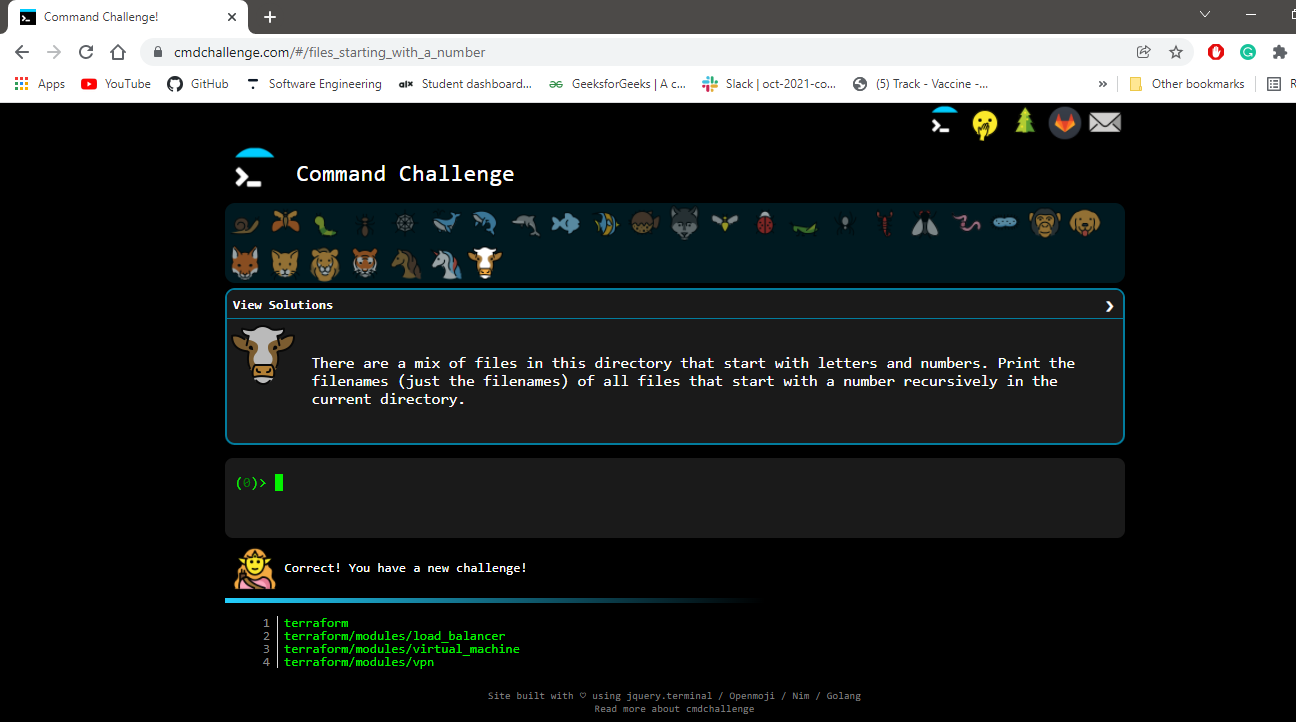 Command Challenge!
cmdchallenge.com/#/files_starting_with_a_number
Apps YouTube GitHub Software Engineering alx Student dashboard... GeeksforGeeks | A c... Slack | oct-2021-co... (5) Track - Vaccine -... » Other bookmarks R
Command Challenge
View Solutions
There are a mix of files in this directory that start with letters and numbers. Print the
filenames (just the filenames) of all files that start with a number recursively in the
current directory.
(0)>
Correct! You have a new challenge!
1 terraform
2 terraform/modules/load_balancer
3 terraform/modules/virtual_machine
4 terraform/modules/vpn
Site built with ♡ using jquery.terminal / Openmoji / Nim / Golang
Read more about cmdchallenge